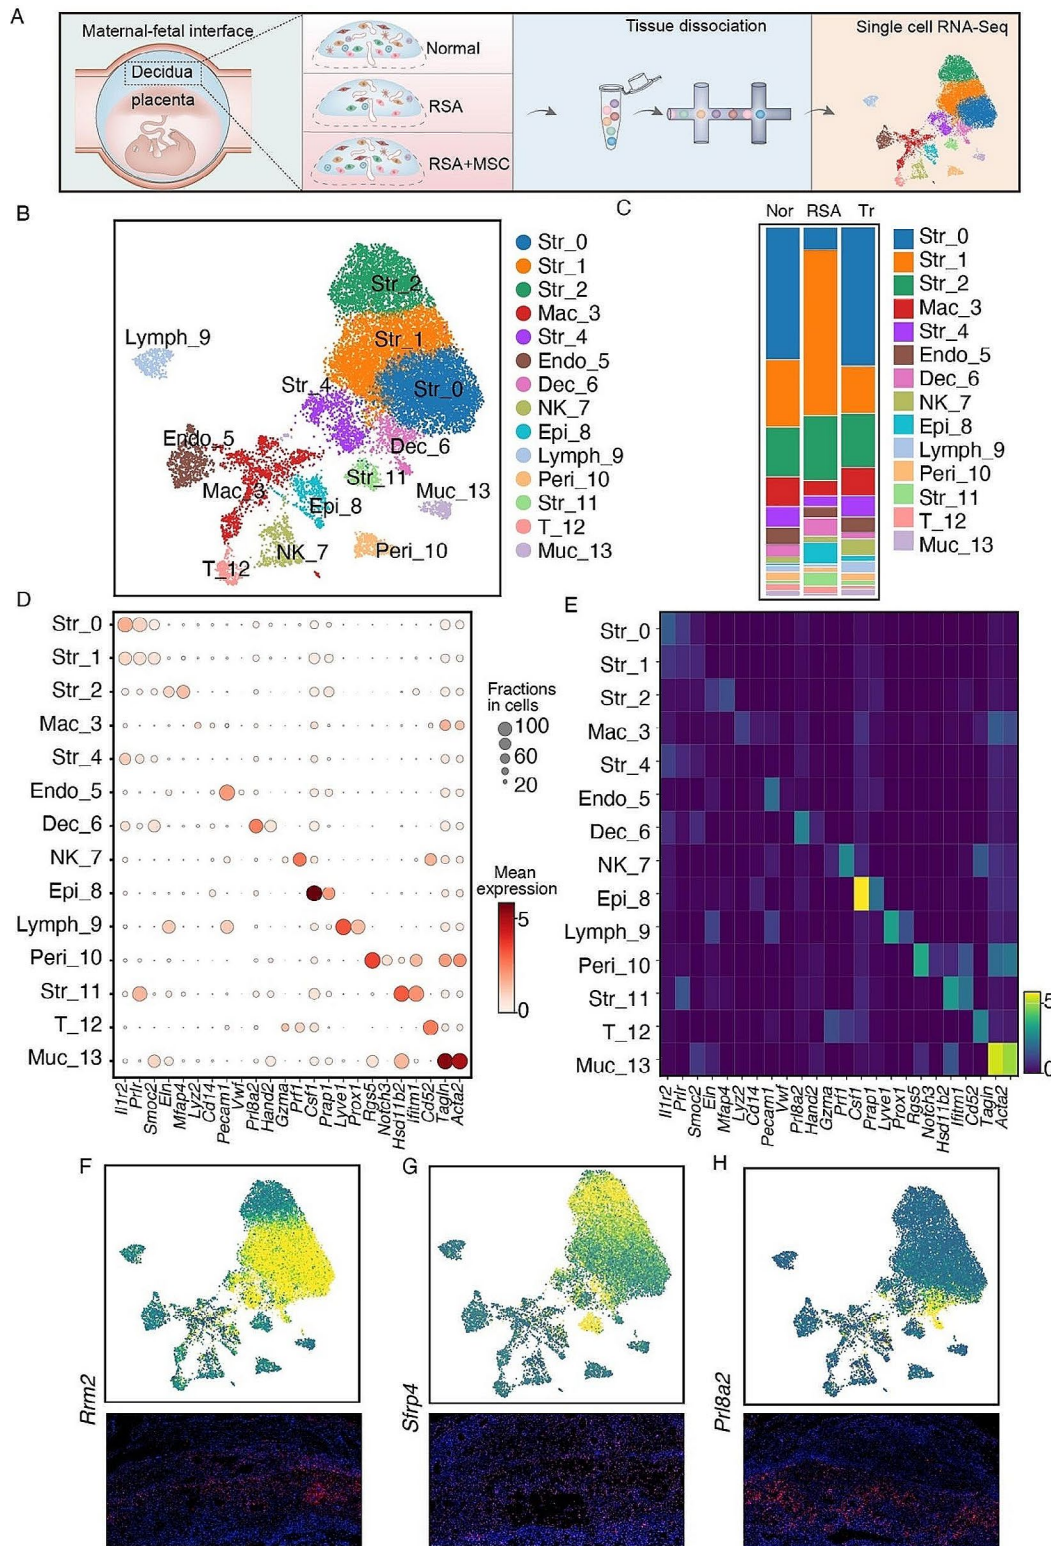 A
Maternal-fetal interface
Decidua
placenta
Normal
RSA
RSA+MSC
Tissue dissociation
Single cell RNA-Seq
B
Str_2
Str_1
Str_0
Lymph_9
Str_4
Endo_5
Dec_6
Mac_3
Str_11
Epi_8
Muc_13
NK_7
Peri_10
T_12
Str_0
Str_1
Str_2
Mac_3
Str_4
Endo_5
Dec_6
NK_7
Epi_8
Lymph_9
Peri_10
Str_11
T_12
Muc_13
C
Nor RSA Tr
Str_0
Str_1
Str_2
Mac_3
Str_4
Endo_5
Dec_6
NK_7
Epi_8
Lymph_9
Peri_10
Str_11
T_12
Muc_13
D
Str_0
Str_1
Str_2
Mac_3
Str_4
Endo_5
Dec_6
NK_7
Epi_8
Lymph_9
Peri_10
Str_11
T_12
Muc_13
Il1r2 Prlr Smoc2 Eln Mfap4 Lyz2 Cd14 Pecam1 Vwf Prl8a2 Hand2 Gzma Prf1 Csf1 Prap1 Lyve1 Prox1 Rgs5 Notch3 Hsd11b2 Ifitm1 Cd52 Tagln Acta2
Fractions
in cells
100
60
20
Mean
expression
5
0
E
Str_0
Str_1
Str_2
Mac_3
Str_4
Endo_5
Dec_6
NK_7
Epi_8
Lymph_9
Peri_10
Str_11
T_12
Muc_13
Il1r2 Prlr Smoc2 Eln Mfap4 Lyz2 Cd14 Pecam1 Vwf Prl8a2 Hand2 Gzma Prf1 Csf1 Prap1 Lyve1 Prox1 Rgs5 Notch3 Hsd11b2 Ifitm1 Cd52 Tagln Acta2
5
0
F
Rrm2
G
Sfrp4
H
Prl8a2